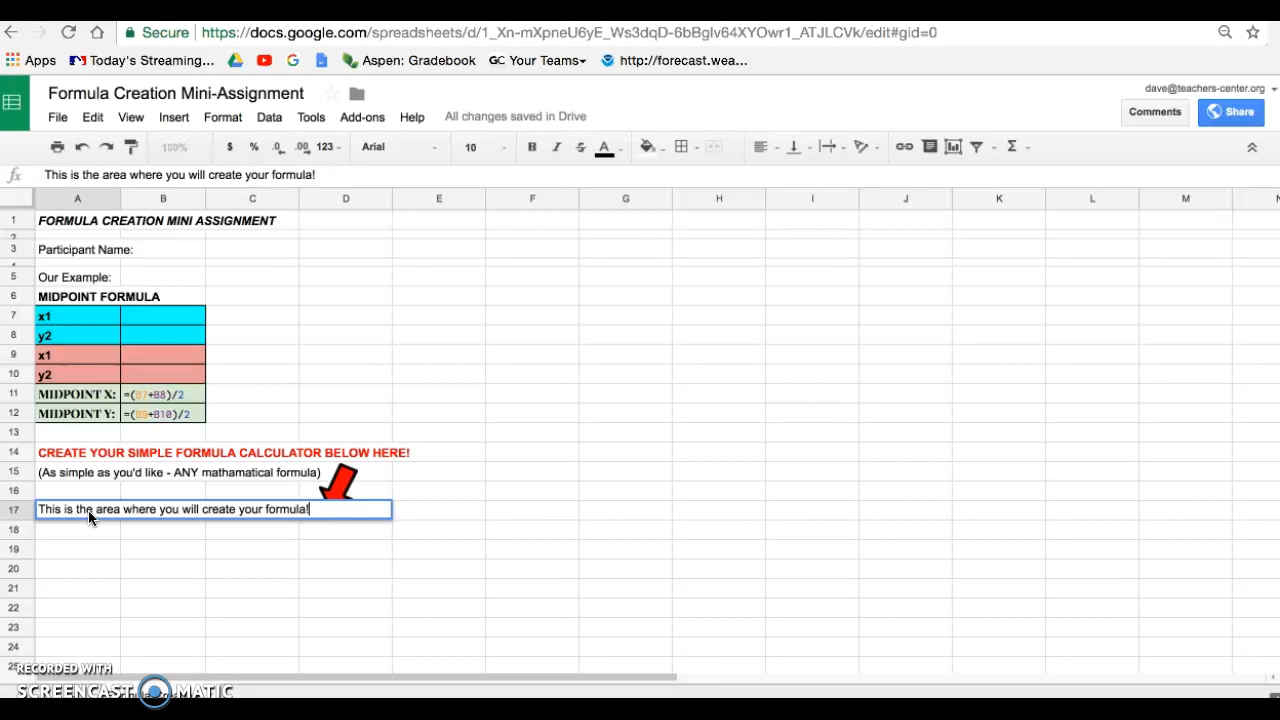 Secure https://docs.google.com/spreadsheets/d/1_Xn-mXpneU6yE_Ws3dqD-6bBglv64XYOwr1_ATJLCVk/edit#gid=0
Apps Today's Streaming... Aspen: Gradebook GC Your Teams http://forecast.wea...
Formula Creation Mini-Assignment
dave@teachers-center.org
File Edit View Insert Format Data Tools Add-ons Help All changes saved in Drive
Comments Share
100% $ % .0 .00 123 Arial 10 B I S A Σ
fx This is the area where you will create your formula!
A B C D E F G H I J K L M N
1 FORMULA CREATION MINI ASSIGNMENT
2
3 Participant Name:
4
5 Our Example:
6 MIDPOINT FORMULA
7 x1
8 y2
9 x1
10 y2
11 MIDPOINT X: =(B7+B8)/2
12 MIDPOINT Y: =(B9+B10)/2
13
14 CREATE YOUR SIMPLE FORMULA CALCULATOR BELOW HERE!
15 (As simple as you'd like - ANY mathamatical formula)
16
17 This is the area where you will create your formula!
18
19
20
21
22
23
24
25
RECORDED WITH
SCREENCAST MATIC